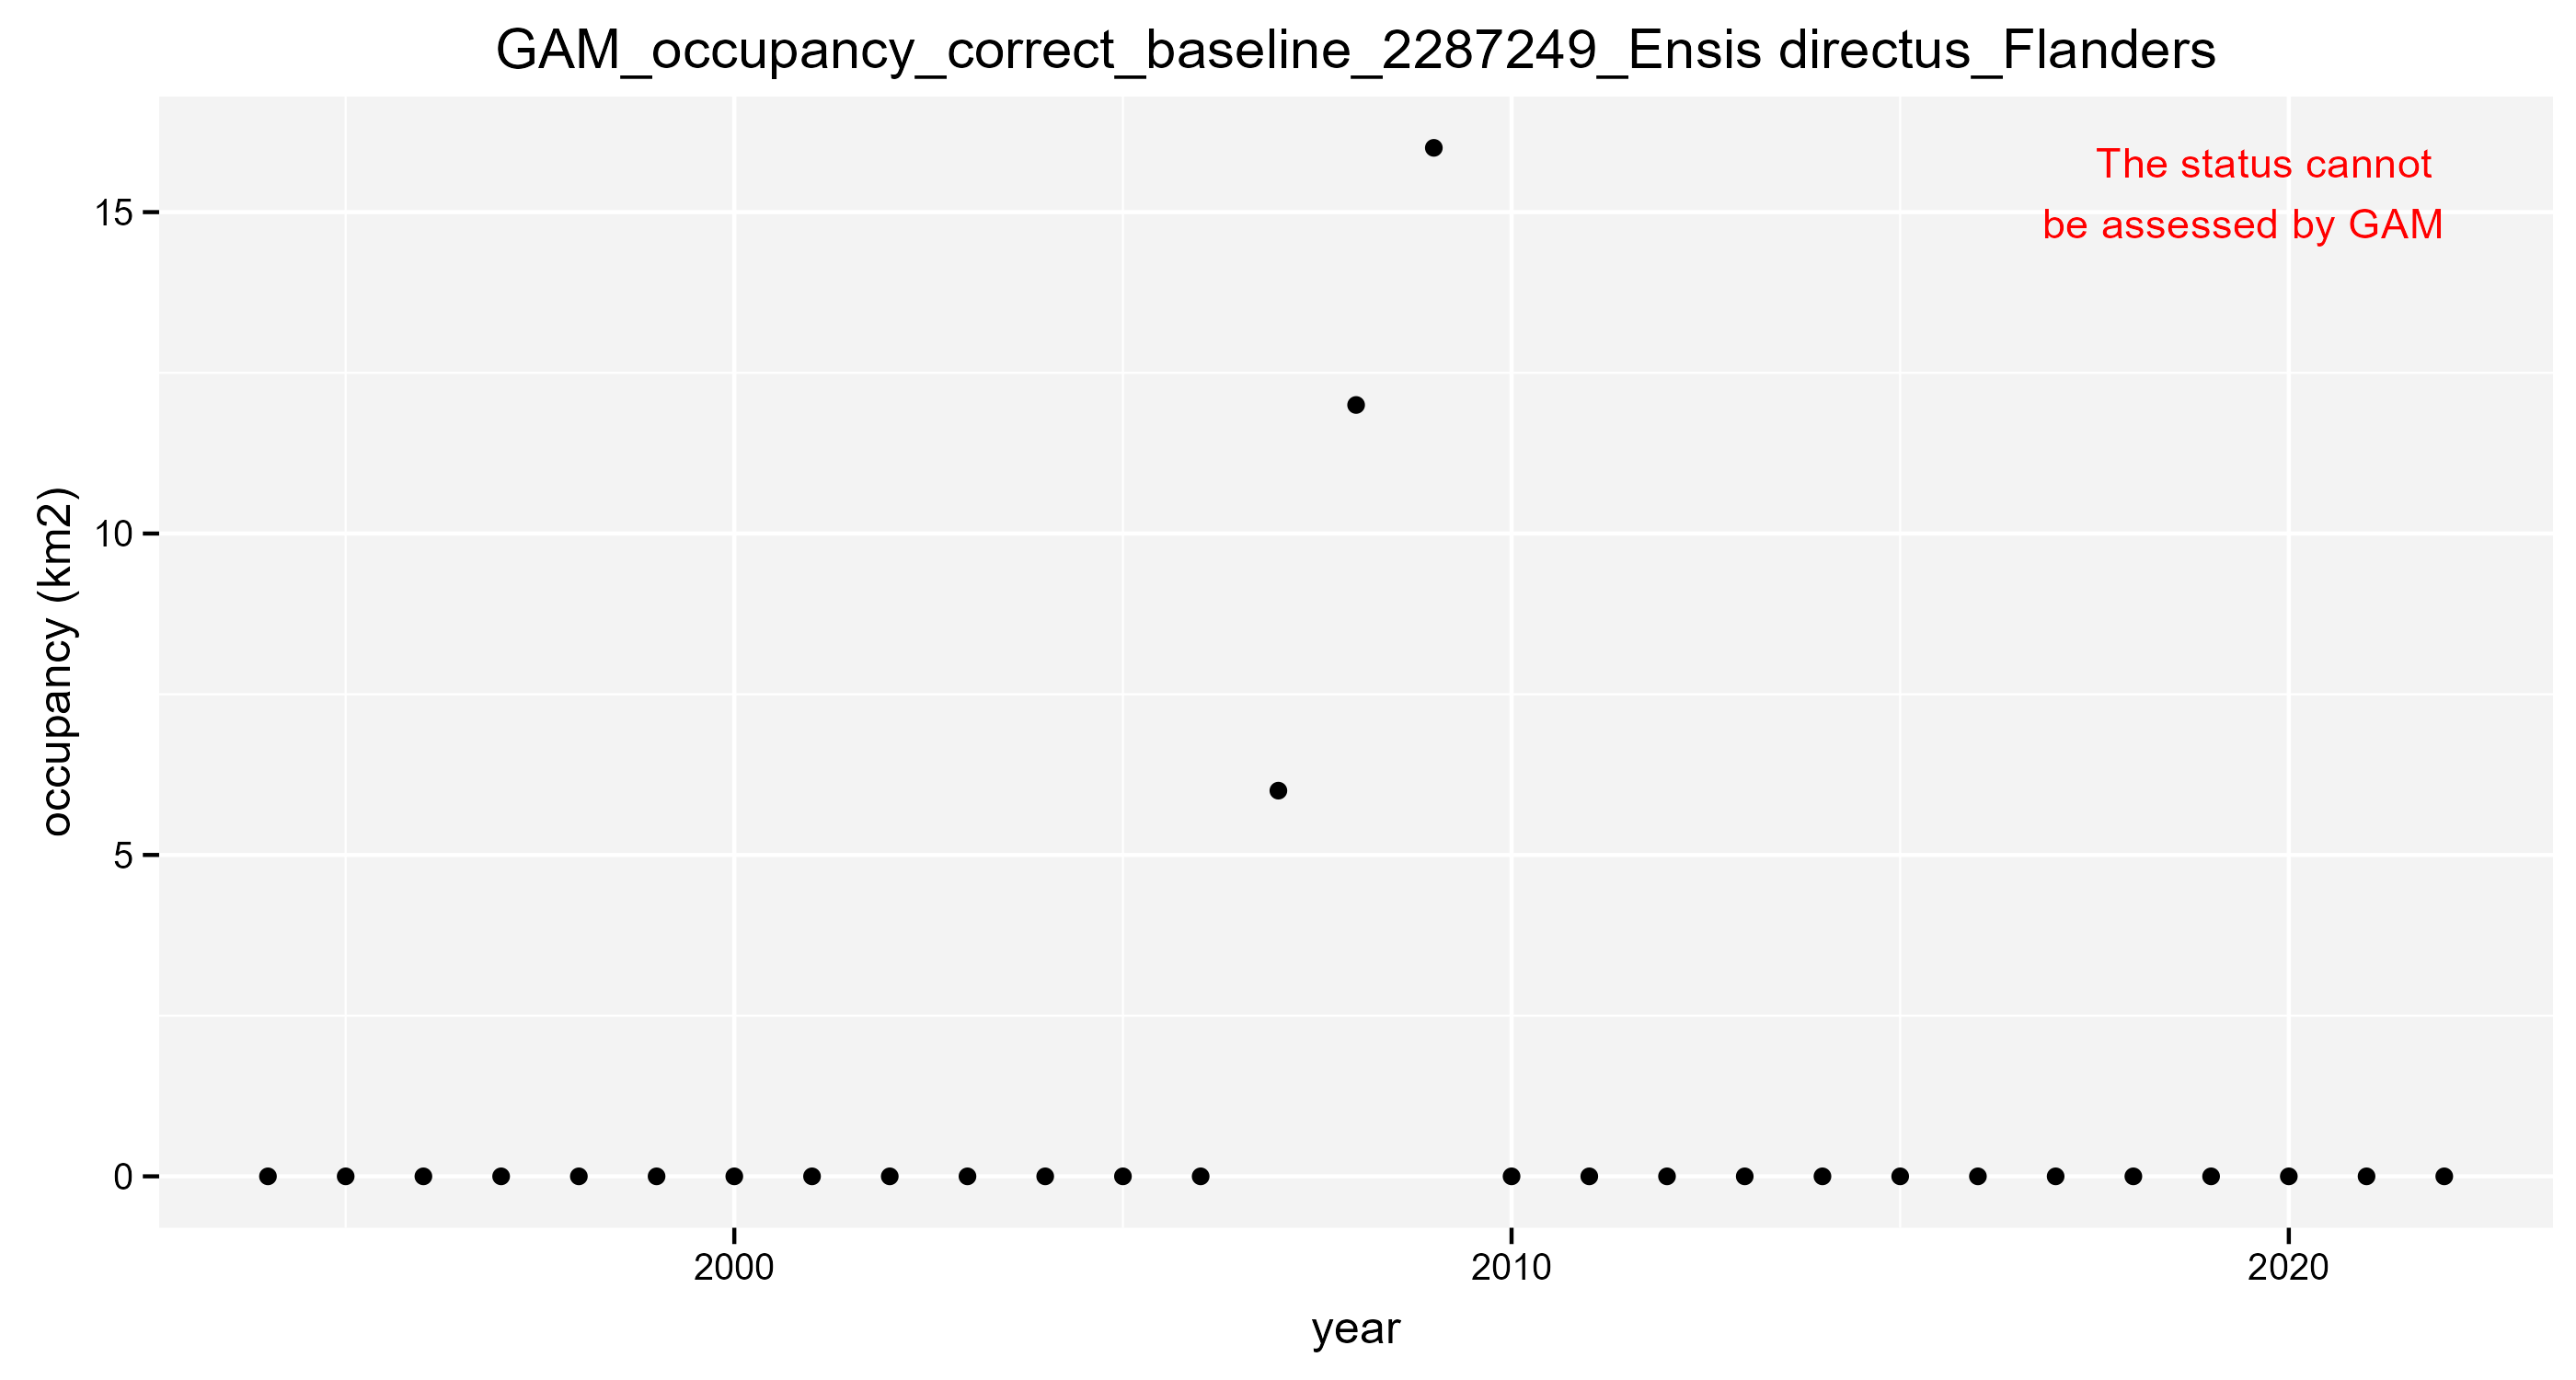 GAM_occupancy_correct_baseline_2287249_Ensis directus_Flanders
The status cannot
be assessed by GAM
15
10
5
0
occupancy (km2)
2000
2010
2020
year